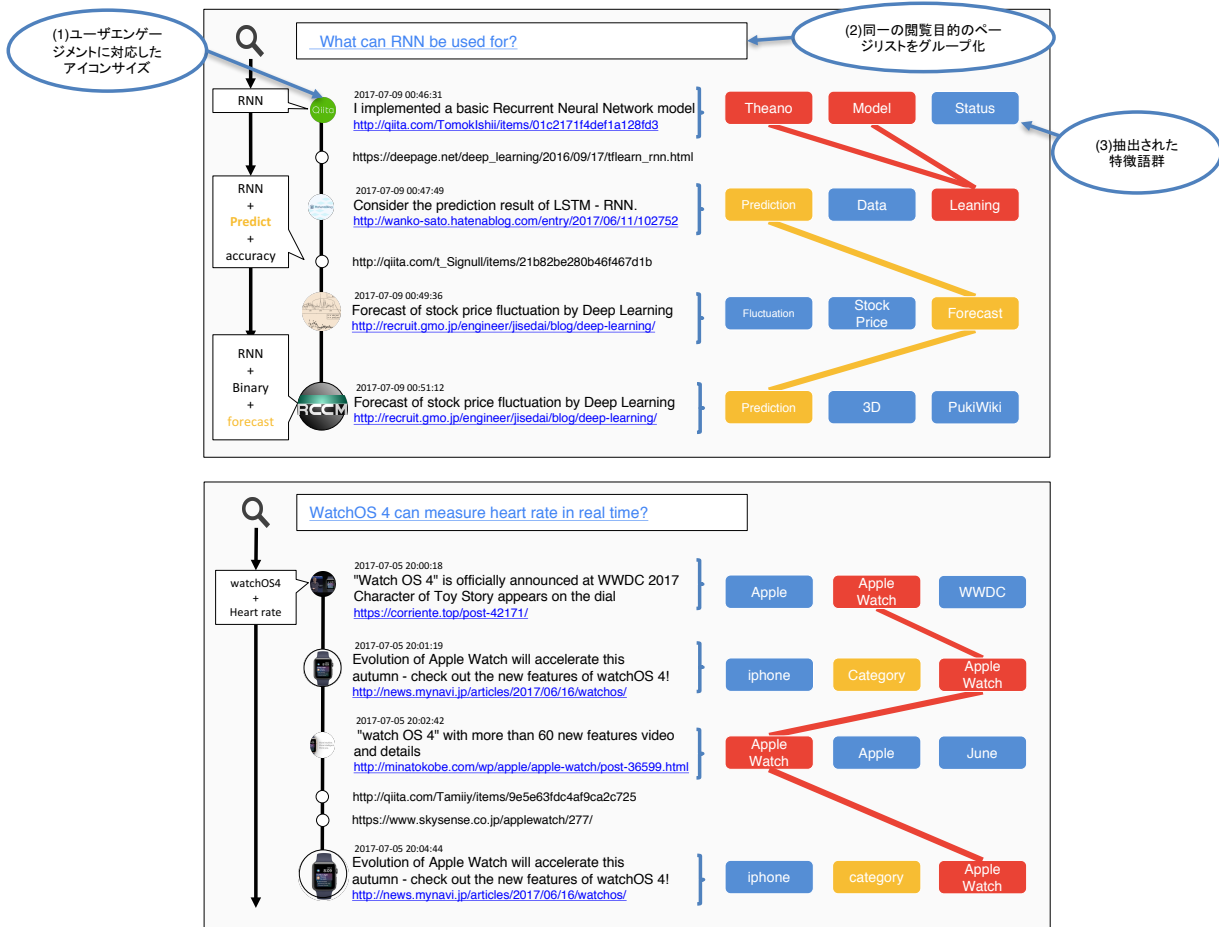 (1)ユーザエンゲー
ジメントに対応した
アイコンサイズ
What can RNN be used for?
(2)同一の閲覧目的のペー
ジリストをグループ化
RNN
Qiita
2017-07-09 00:46:31
I implemented a basic Recurrent Neural Network model
http://qiita.com/TomokIshii/items/01c2171f4def1a128fd3
Theano
Model
Status
(3)抽出された
特徴語群
https://deepage.net/deep_learning/2016/09/17/tflearn_rnn.html
RNN
+
Predict
+
accuracy
2017-07-09 00:47:49
Consider the prediction result of LSTM - RNN.
http://wanko-sato.hatenablog.com/entry/2017/06/11/102752
Prediction
Data
Leaning
http://qiita.com/t_Signull/items/21b82be280b46f467d1b
2017-07-09 00:49:36
Forecast of stock price fluctuation by Deep Learning
http://recruit.gmo.jp/engineer/jisedai/blog/deep-learning/
Fluctuation
Stock
Price
Forecast
RNN
+
Binary
+
forecast
RCCM
2017-07-09 00:51:12
Forecast of stock price fluctuation by Deep Learning
http://recruit.gmo.jp/engineer/jisedai/blog/deep-learning/
Prediction
3D
PukiWiki
WatchOS 4 can measure heart rate in real time?
watchOS4
+
Heart rate
2017-07-05 20:00:18
"Watch OS 4" is officially announced at WWDC 2017
Character of Toy Story appears on the dial
https://corriente.top/post-42171/
Apple
Apple
Watch
WWDC
2017-07-05 20:01:19
Evolution of Apple Watch will accelerate this
autumn - check out the new features of watchOS 4!
http://news.mynavi.jp/articles/2017/06/16/watchos/
iphone
Category
Apple
Watch
2017-07-05 20:02:42
"watch OS 4" with more than 60 new features video
and details
http://minatokobe.com/wp/apple/apple-watch/post-36599.html
Apple
Watch
Apple
June
http://qiita.com/Tamiiy/items/9e5e63fdc4af9ca2c725
https://www.skysense.co.jp/applewatch/277/
2017-07-05 20:04:44
Evolution of Apple Watch will accelerate this
autumn - check out the new features of watchOS 4!
http://news.mynavi.jp/articles/2017/06/16/watchos/
iphone
category
Apple
Watch